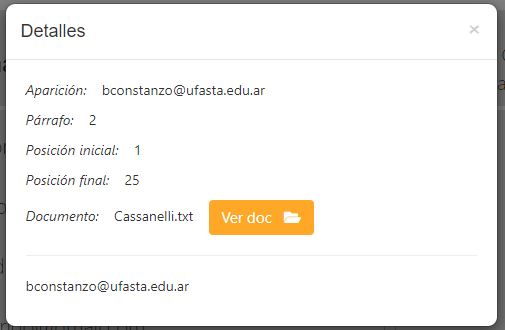 Detalles ×
Aparición: bconstanzo@ufasta.edu.ar
Párrafo: 2
Posición inicial: 1
Posición final: 25
Documento: Cassanelli.txt Ver doc
bconstanzo@ufasta.edu.ar